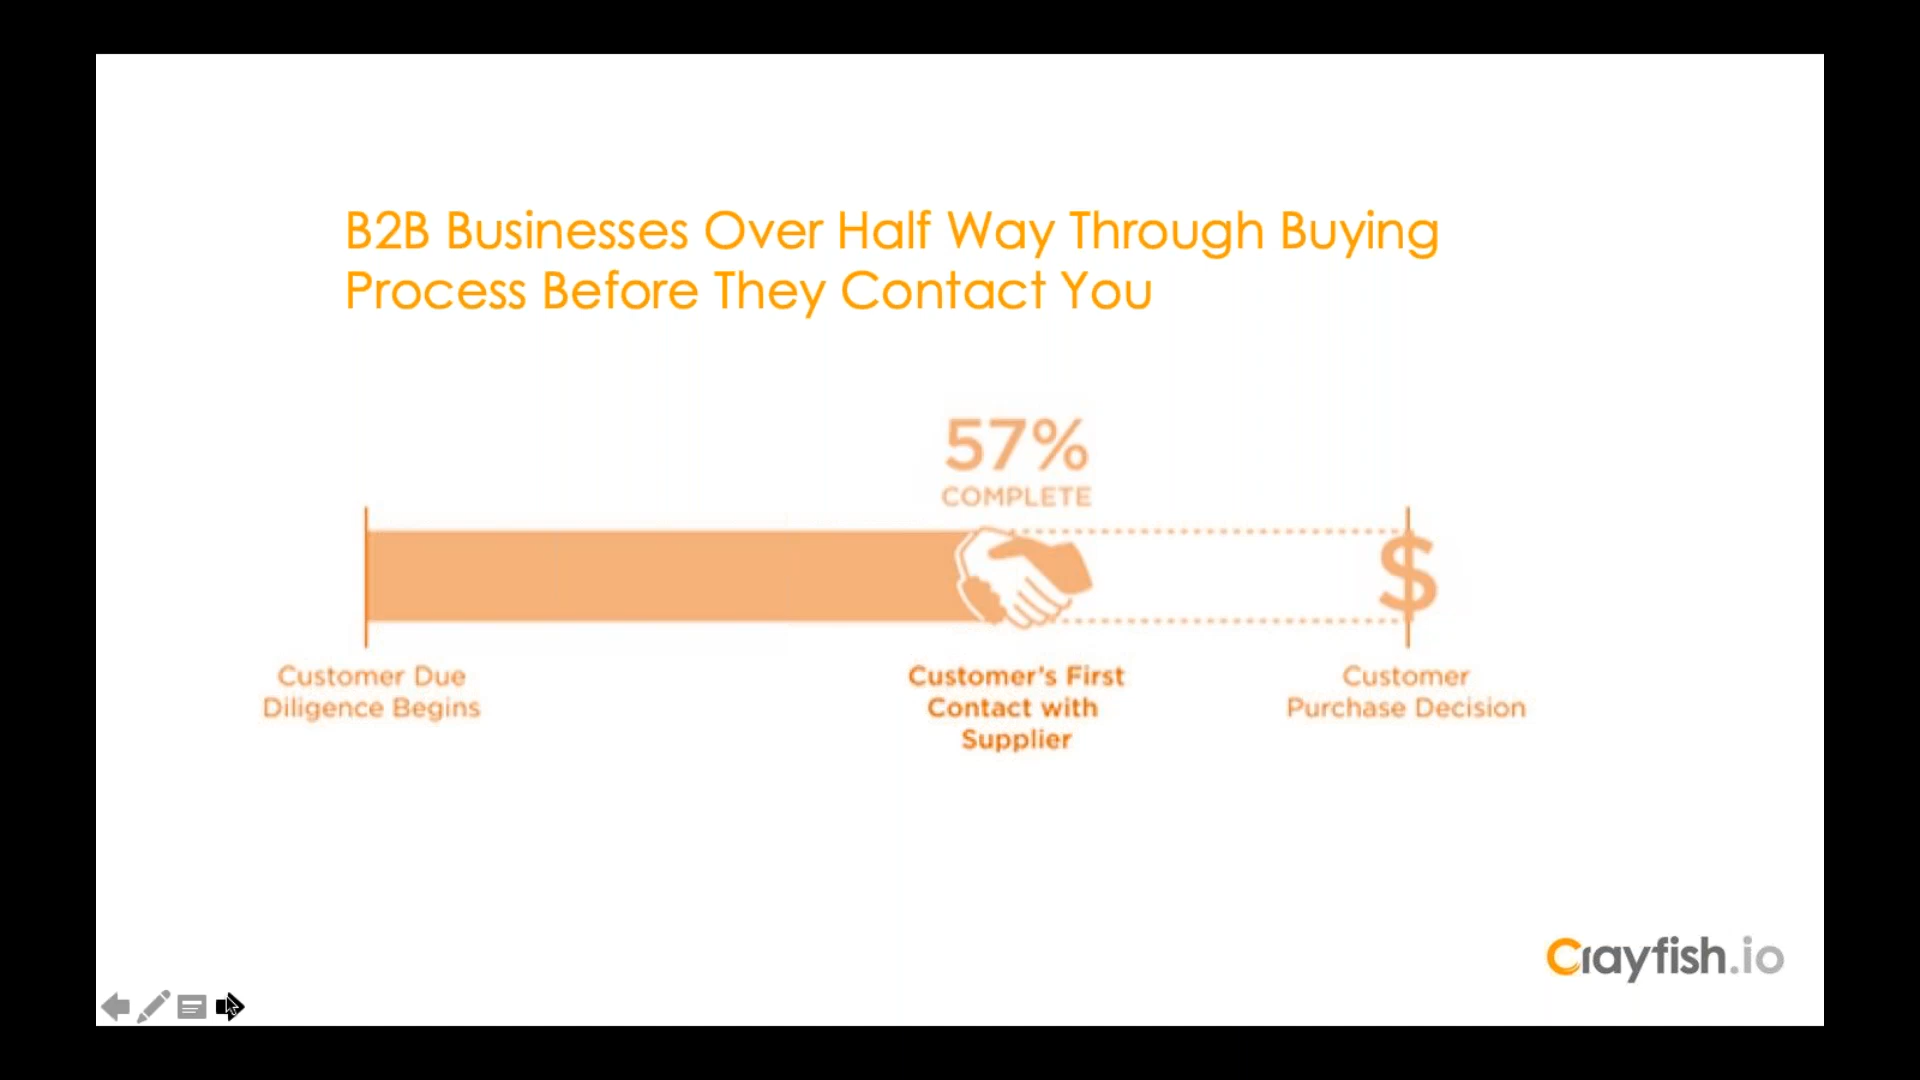 B2B Businesses Over Half Way Through Buying
Process Before They Contact You
57%
COMPLETE
$
Customer Due
Diligence Begins
Customer's First
Contact with
Supplier
Customer
Purchase Decision
Crayfish.io